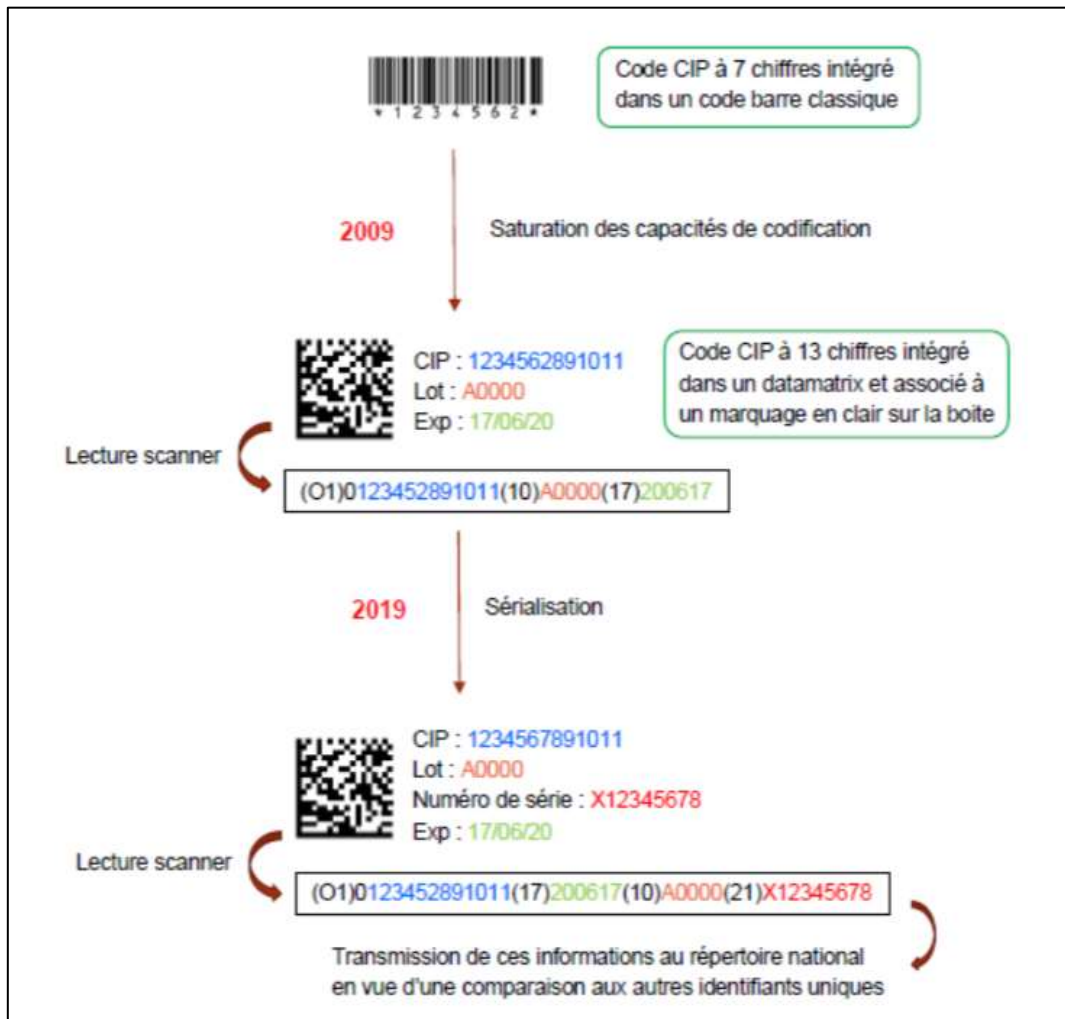 Code CIP à 7 chiffres intégré
dans un code barre classique
* 1 2 3 4 5 6 2 *
2009
Saturation des capacités de codification
CIP : 1234562891011
Lot : A0000
Exp : 17/06/20
Code CIP à 13 chiffres intégré
dans un datamatrix et associé à
un marquage en clair sur la boite
Lecture scanner
(O1)0123452891011(10)A0000(17)200617
2019
Sérialisation
CIP : 1234567891011
Lot : A0000
Numéro de série : X12345678
Exp : 17/06/20
Lecture scanner
(O1)0123452891011(17)200617(10)A0000(21)X12345678
Transmission de ces informations au répertoire national
en vue d'une comparaison aux autres identifiants uniques